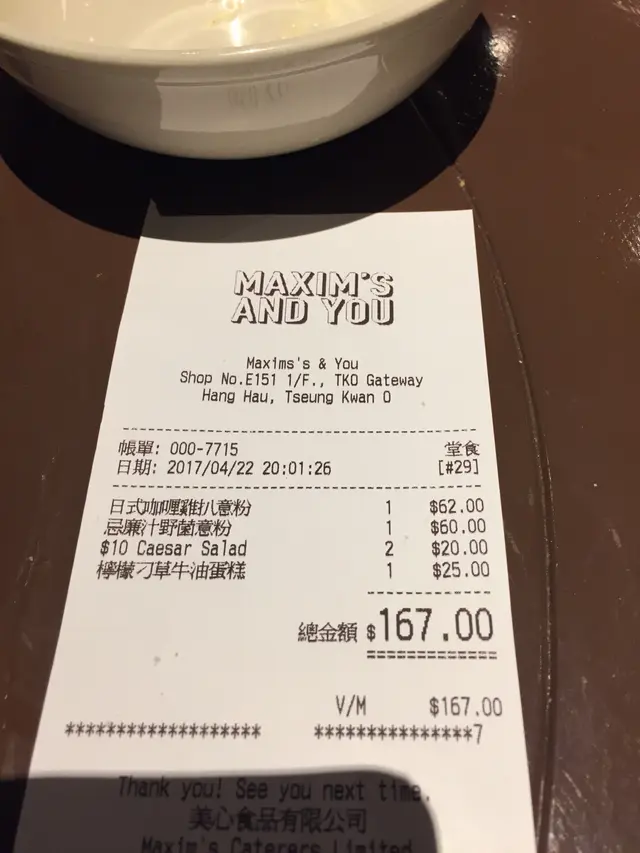 MAXIM'S
AND YOU
Maxims's & You
Shop No.E151 1/F., TKO Gateway
Hang Hau, Tseung Kwan O
帳單: 000-7715 堂食
日期: 2017/04/22 20:01:26 [#29]
日式咖喱雞扒意粉 1 $62.00
忌廉汁野菌意粉 1 $60.00
$10 Caesar Salad 2 $20.00
檸檬刁草牛油蛋糕 1 $25.00
總金額 $167.00
V/M $167.00
******************* ***************7
Thank you! See you next time.
美心食品有限公司
Maxim's Caterers Limited